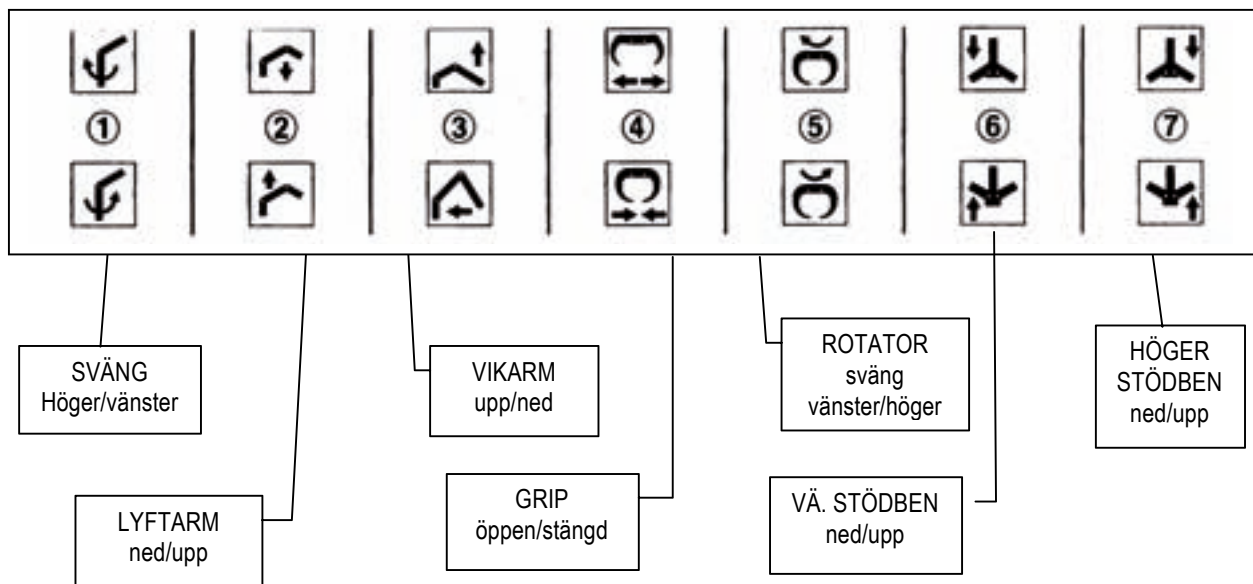 ① ② ③ ④ ⑤ ⑥ ⑦
SVÄNG
Höger/vänster
LYFTARM
ned/upp
VIKARM
upp/ned
GRIP
öppen/stängd
ROTATOR
sväng
vänster/höger
VÄ. STÖDBEN
ned/upp
HÖGER
STÖDBEN
ned/upp